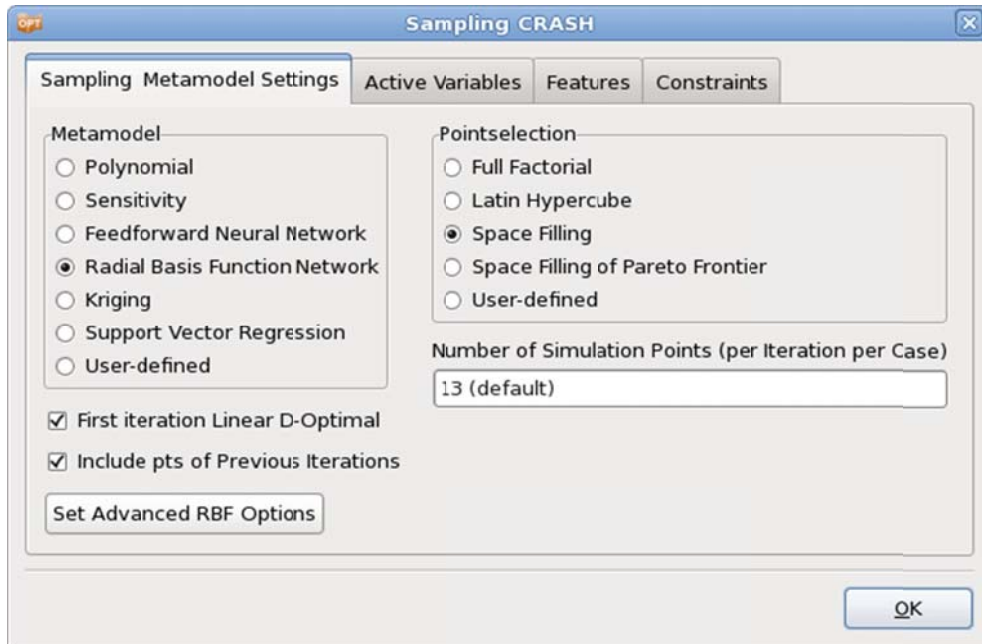 OPT
Sampling CRASH
Sampling Metamodel Settings
Active Variables
Features
Constraints
Metamodel
Polynomial
Sensitivity
Feedforward Neural Network
Radial Basis Function Network
Kriging
Support Vector Regression
User-defined
First iteration Linear D-Optimal
Include pts of Previous Iterations
Set Advanced RBF Options
Pointselection
Full Factorial
Latin Hypercube
Space Filling
Space Filling of Pareto Frontier
User-defined
Number of Simulation Points (per Iteration per Case)
13 (default)
OK